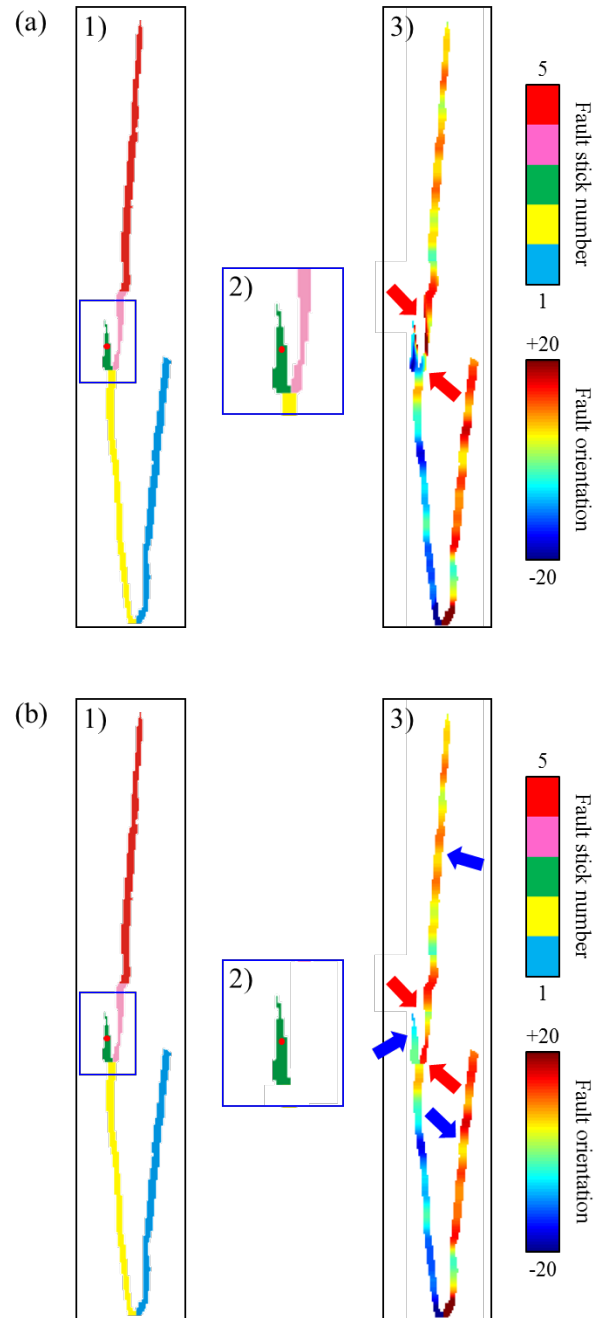 (a)
1)
2)
3)
5
Fault stick number
1
+20
Fault orientation
-20
(b)
1)
2)
3)
5
Fault stick number
1
+20
Fault orientation
-20